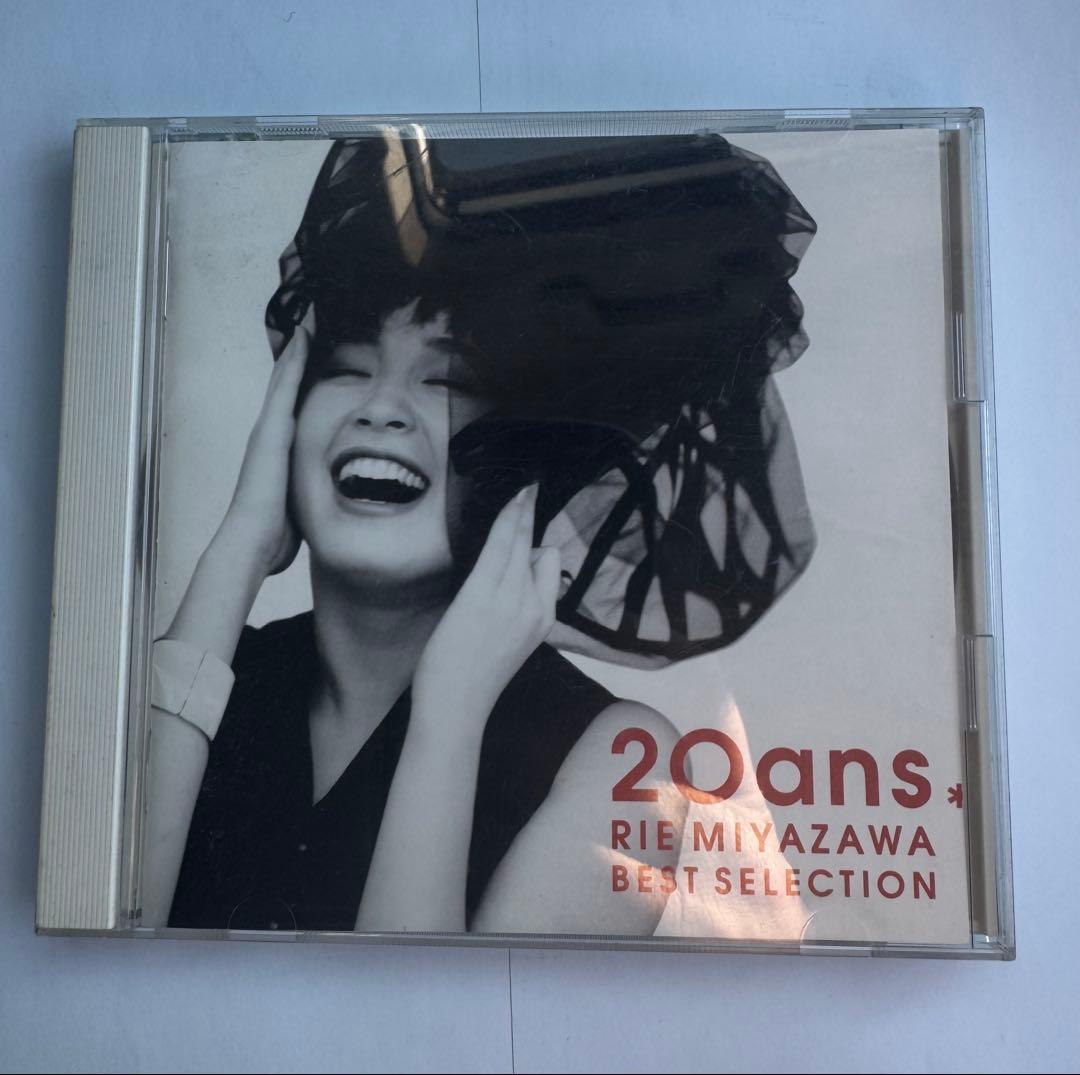 20ans.*
RIE MIYAZAWA
BEST SELECTION